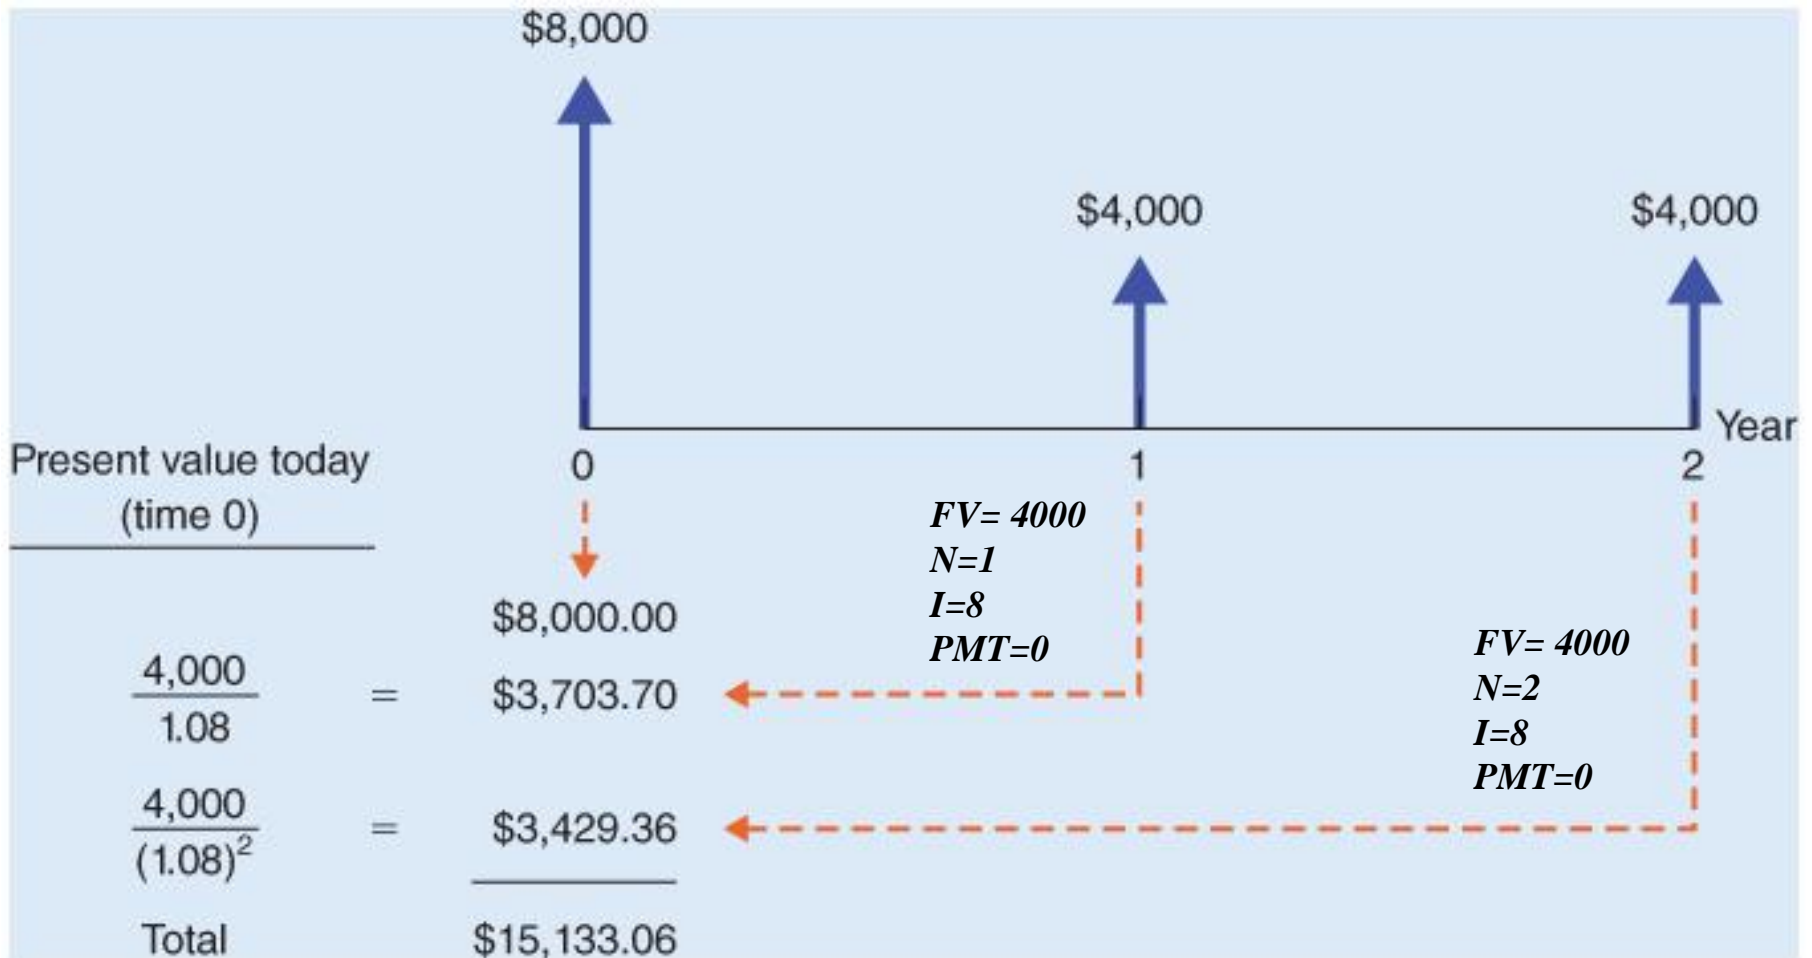 $8,000
$4,000
$4,000
Year
0
1
2
Present value today
(time 0)
FV= 4000
N=1
I=8
PMT=0
$8,000.00
4,000
1.08
=
$3,703.70
FV= 4000
N=2
I=8
PMT=0
4,000
(1.08)²
=
$3,429.36
Total
$15,133.06